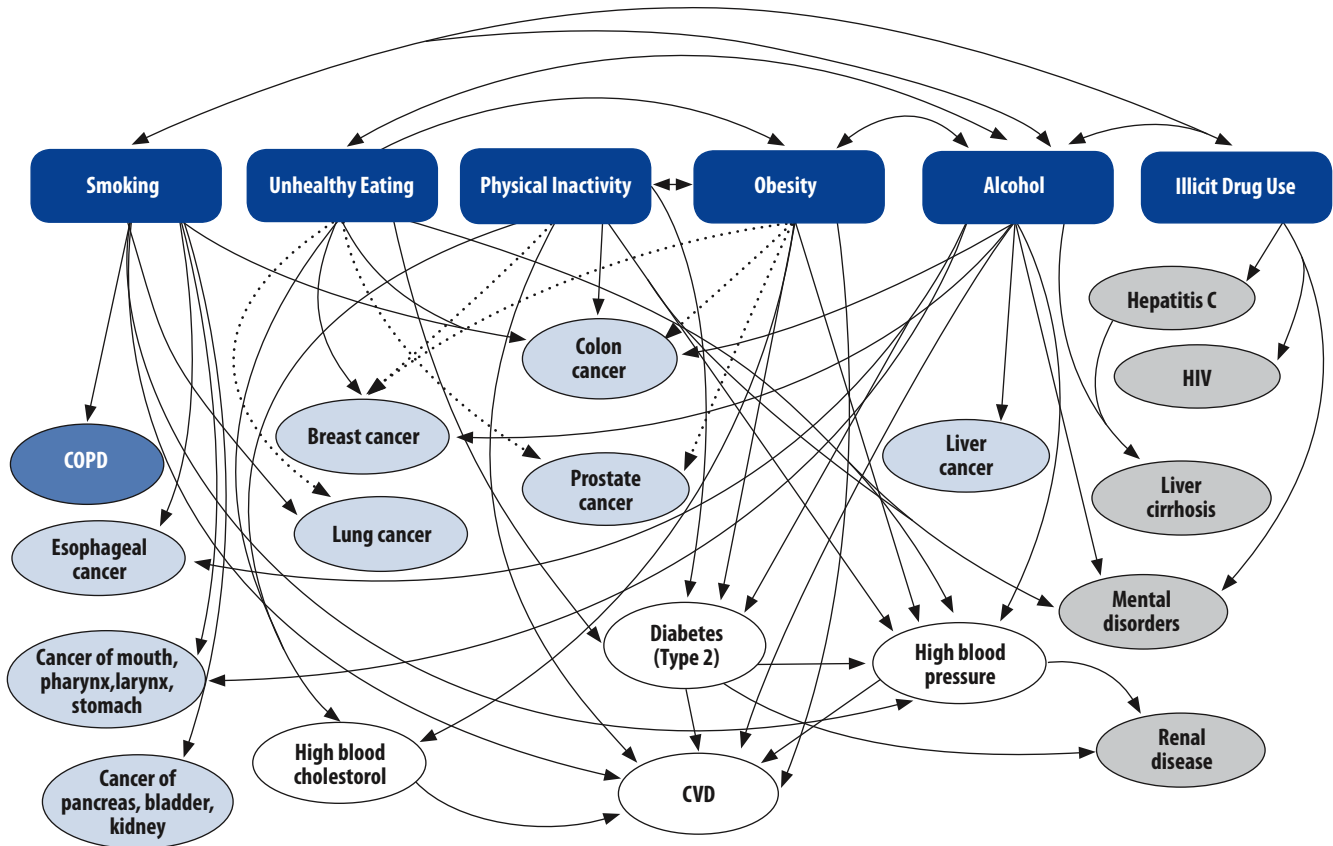 Smoking
Unhealthy Eating
Physical Inactivity
Obesity
Alcohol
Illicit Drug Use
Hepatitis C
HIV
Colon
cancer
Breast cancer
Liver
cancer
COPD
Prostate
cancer
Liver
cirrhosis
Lung cancer
Esophageal
cancer
Mental
disorders
Diabetes
(Type 2)
High blood
pressure
Cancer of mouth,
pharynx,larynx,
stomach
High blood
cholestorol
Renal
disease
Cancer of
pancreas, bladder,
kidney
CVD